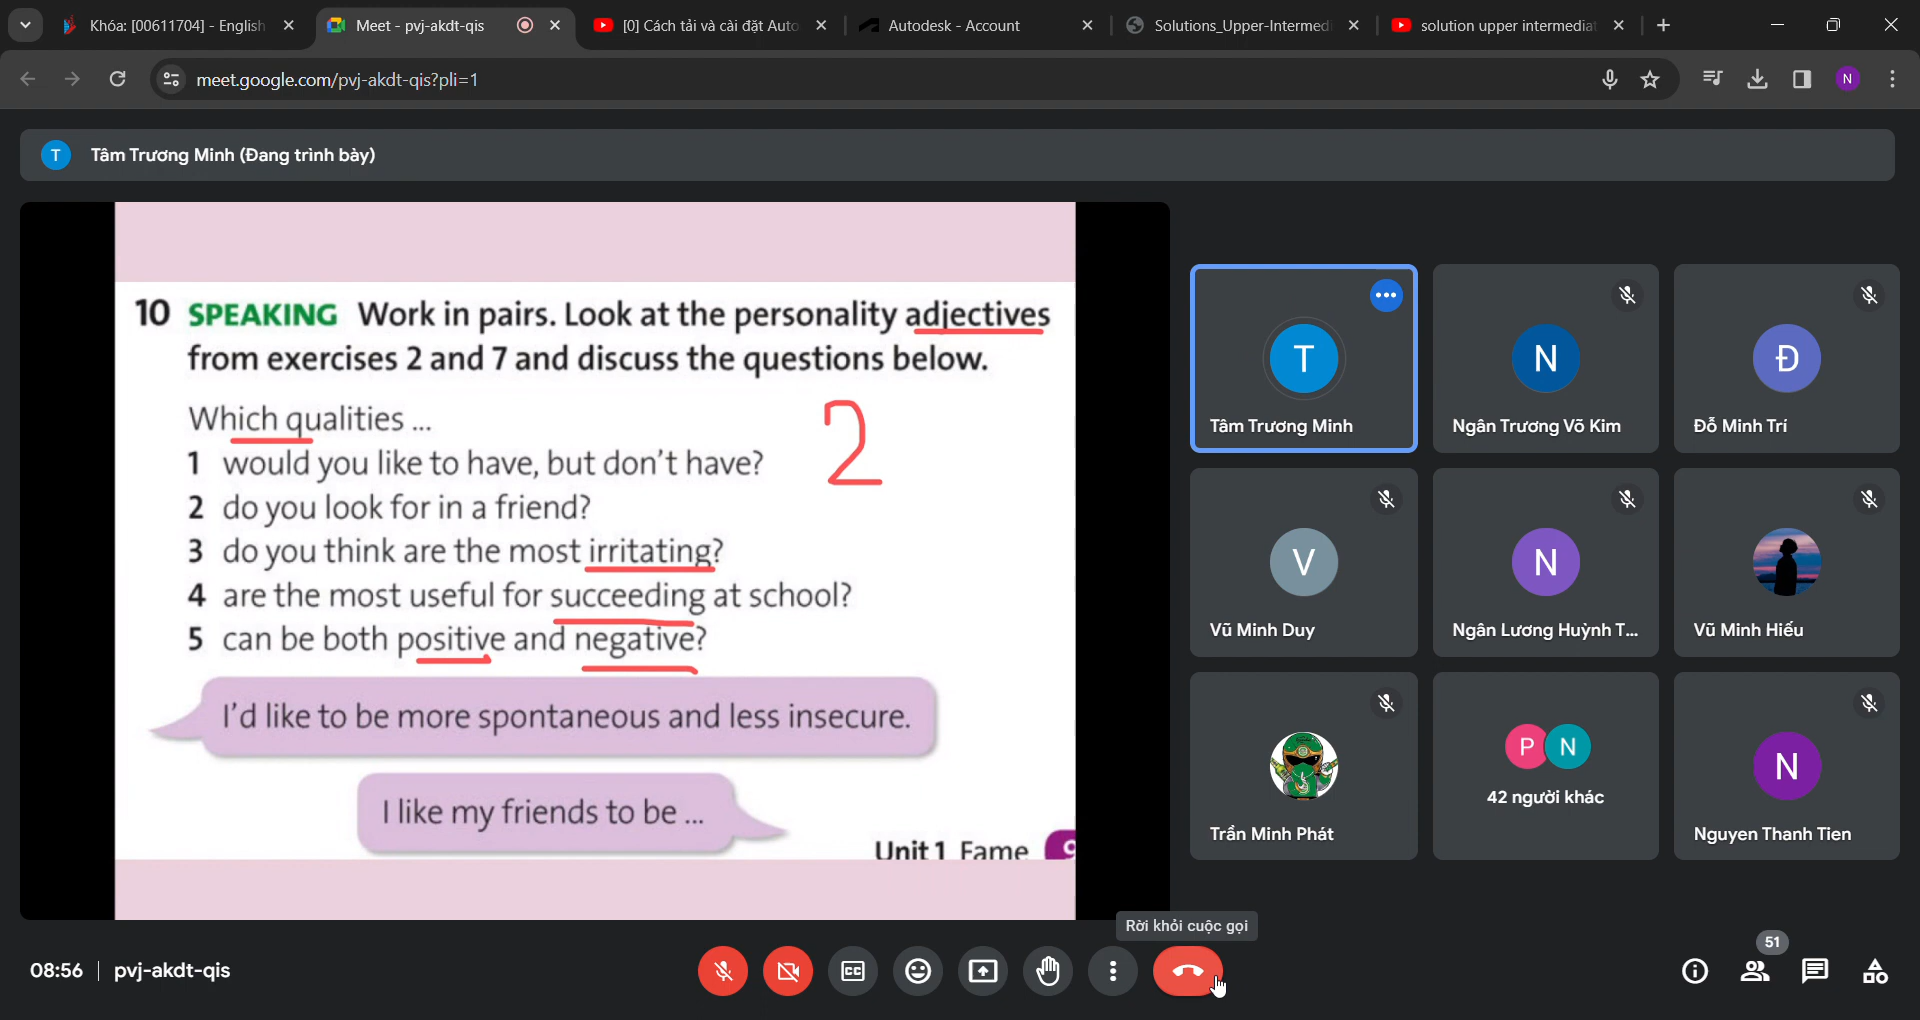 Khóa: [00611704] - English
Meet - pvj-akdt-qis
[0] Cách tải và cài đặt Auto
Autodesk - Account
Solutions_Upper-Intermedi
solution upper intermediat
meet.google.com/pvj-akdt-qis?pli=1
N
T
Tâm Trương Minh (Đang trình bày)
10 SPEAKING Work in pairs. Look at the personality adjectives
from exercises 2 and 7 and discuss the questions below.
Which qualities ...
2
1 would you like to have, but don't have?
2 do you look for in a friend?
3 do you think are the most irritating?
4 are the most useful for succeeding at school?
5 can be both positive and negative?
I'd like to be more spontaneous and less insecure.
I like my friends to be ...
Unit 1 Fame 9
T
Tâm Trương Minh
N
Ngân Trương Võ Kim
Đ
Đỗ Minh Trí
V
Vũ Minh Duy
N
Ngân Lương Huỳnh T...
Vũ Minh Hiếu
Trần Minh Phát
P N
42 người khác
N
Nguyen Thanh Tien
Rời khỏi cuộc gọi
08:56 | pvj-akdt-qis
CC
51